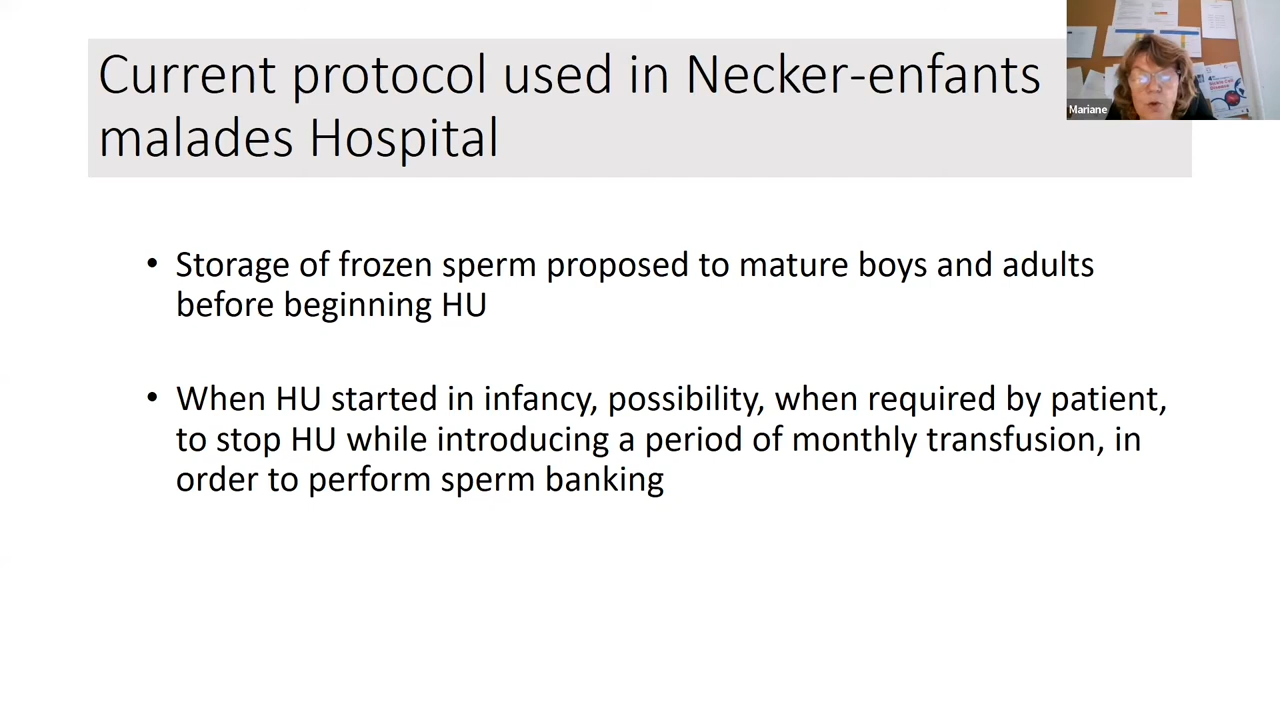 Current protocol used in Necker-enfants
malades Hospital
Mariane
• Storage of frozen sperm proposed to mature boys and adults
before beginning HU
• When HU started in infancy, possibility, when required by patient,
to stop HU while introducing a period of monthly transfusion, in
order to perform sperm banking